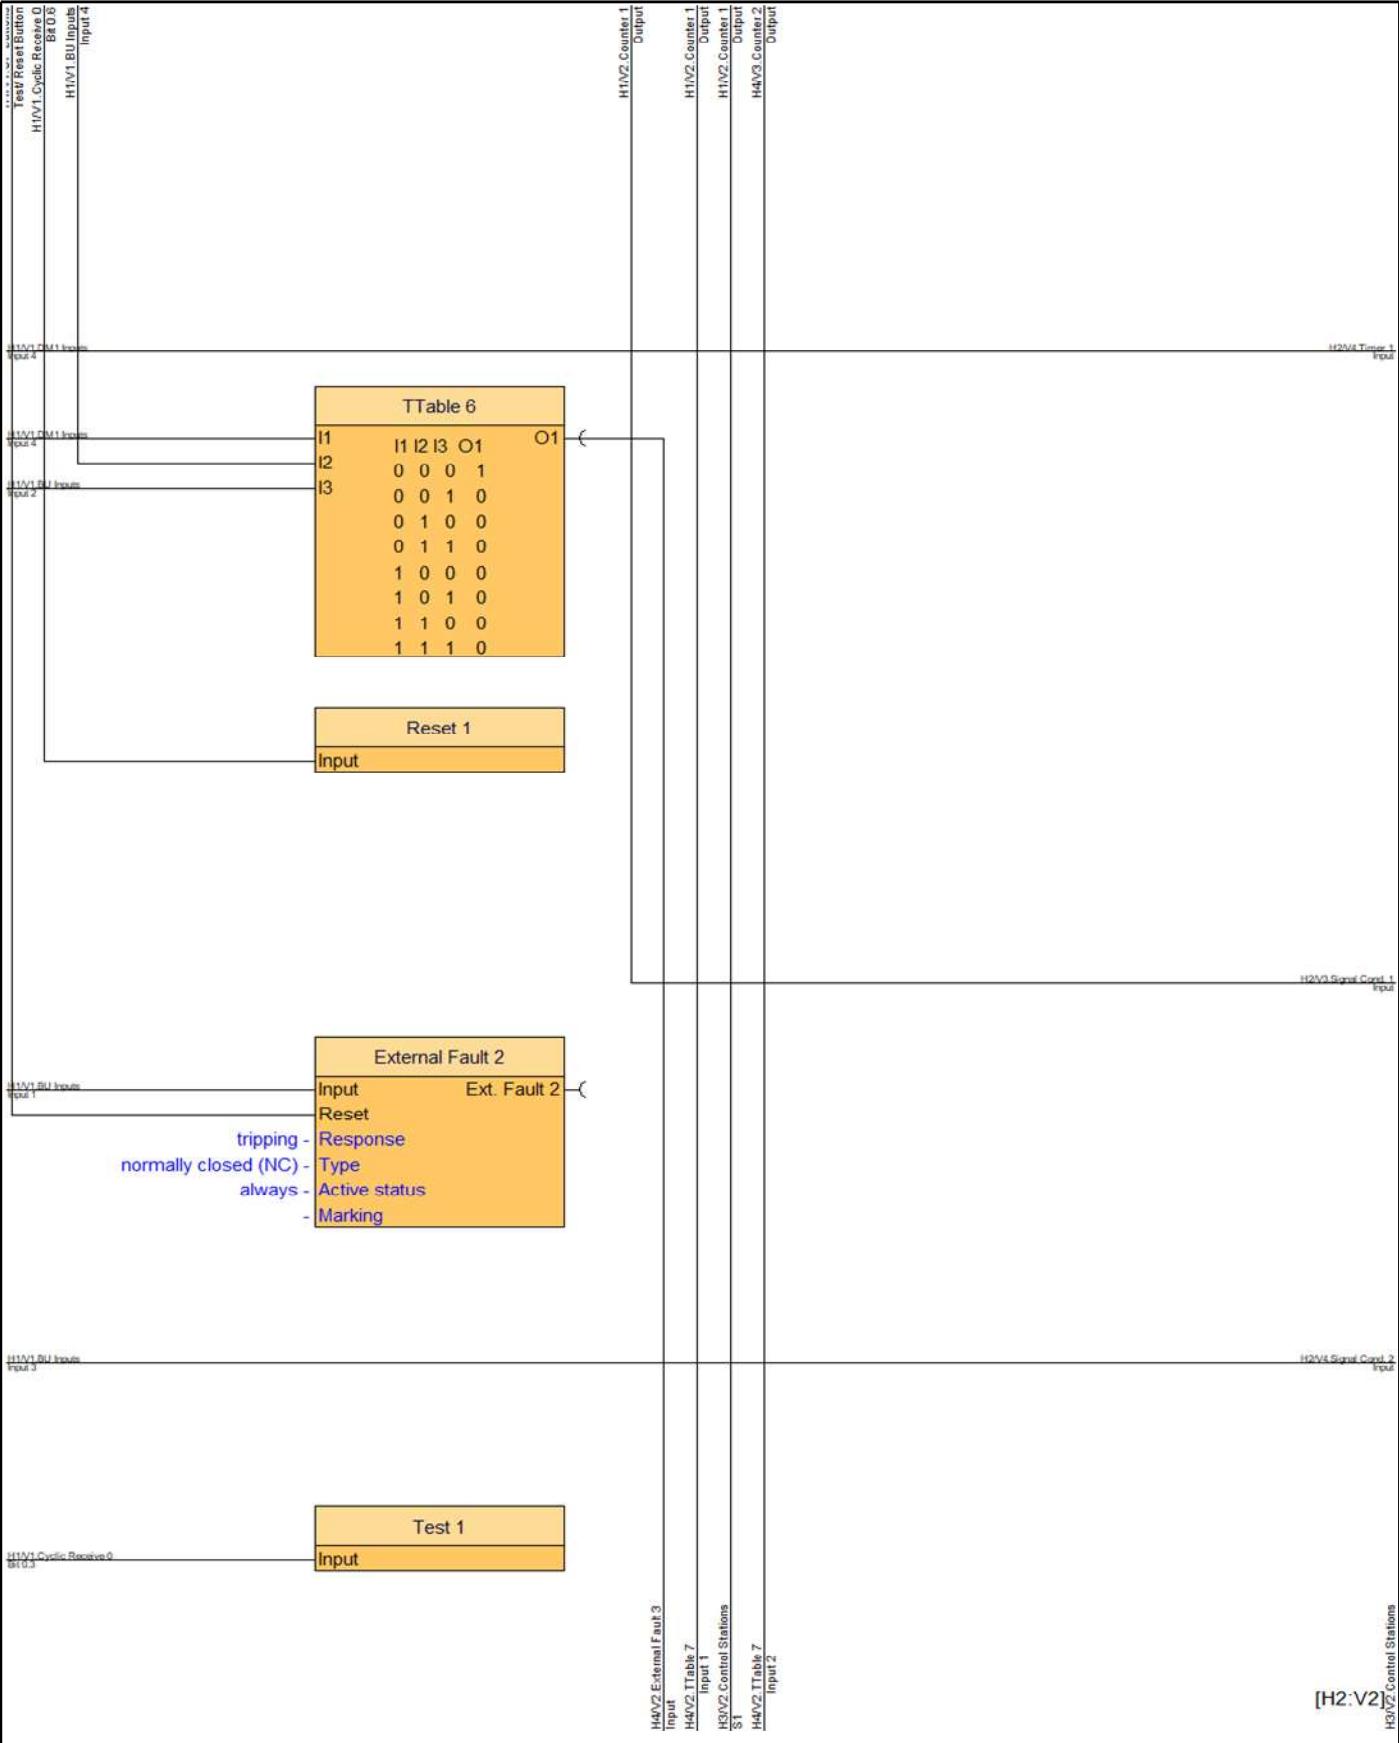 Test/ Reset Button
H1/V1.Cyclic Receive 0
Bit 0.6
H1/V1.BU Inputs
Input 4
H1/V2.Counter 1
Output
H1/V2.Counter 1
Output
H1/V2.Counter 1
Output
H4/V3.Counter 2
Output
H1/V1.DM1 Inputs
Input 4
H2/V4.Timer 1
Input
TTable 6
H1/V1.DM1 Inputs
Input 4
I1
I2
I3
O1
H1/V1.BU Inputs
Input 2
I1 I2 I3 O1
0 0 0 1
0 0 1 0
0 1 0 0
0 1 1 0
1 0 0 0
1 0 1 0
1 1 0 0
1 1 1 0
Reset 1
Input
H2/V3.Signal Cond. 1
Input
External Fault 2
H1/V1.BU Inputs
Input 1
Input Ext. Fault 2
Reset
tripping - Response
normally closed (NC) - Type
always - Active status
- Marking
H1/V1.BU Inputs
Input 3
H2/V4.Signal Cond. 2
Input
Test 1
H1/V1.Cyclic Receive 0
Bit 0.3
Input
H4/V2.External Fault 3
Input
H4/V2.TTable 7
Input 1
H3/V2.Control Stations
S1
H4/V2.TTable 7
Input 2
[H2:V2]
H3/V2.Control Stations